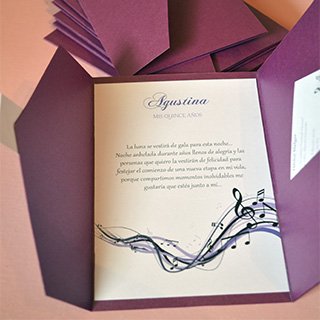 Agustina
MIS QUINCE AÑOS
La luna se vestirá de gala para esta noche...
Noche anhelada durante años llenos de alegría y las
personas que quiero la vestirán de felicidad para
festejar el comienzo de una nueva etapa en mi vida,
porque compartimos momentos inolvidables me
gustaría que estés junto a mi...